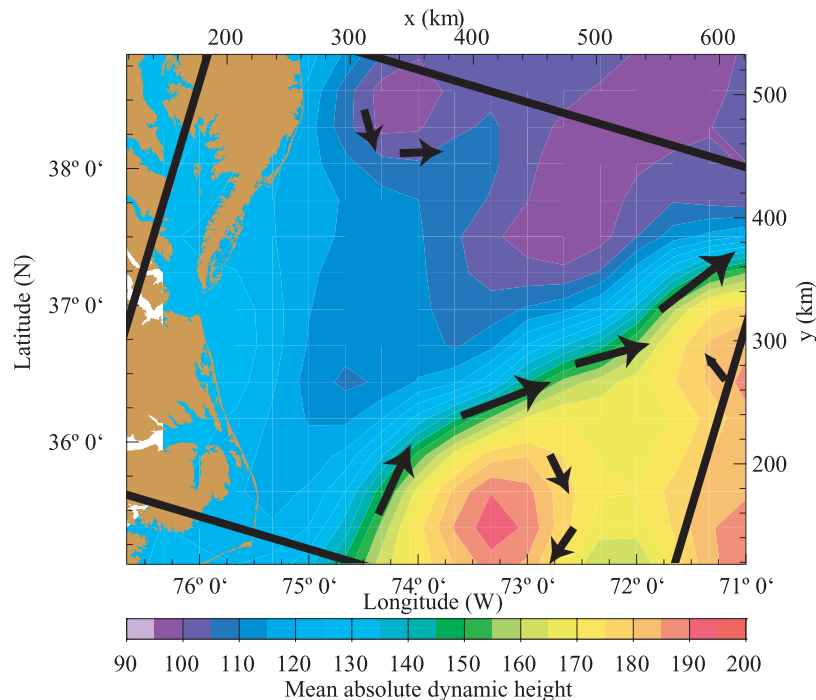 x (km)
200 300 400 500 600
500
400
300
200
y (km)
38º 0‘
37º 0‘
36º 0‘
Latitude (N)
76º 0‘ 75º 0‘ 74º 0‘ 73º 0‘ 72º 0‘ 71º 0‘
Longitude (W)
90 100 110 120 130 140 150 160 170 180 190 200
Mean absolute dynamic height